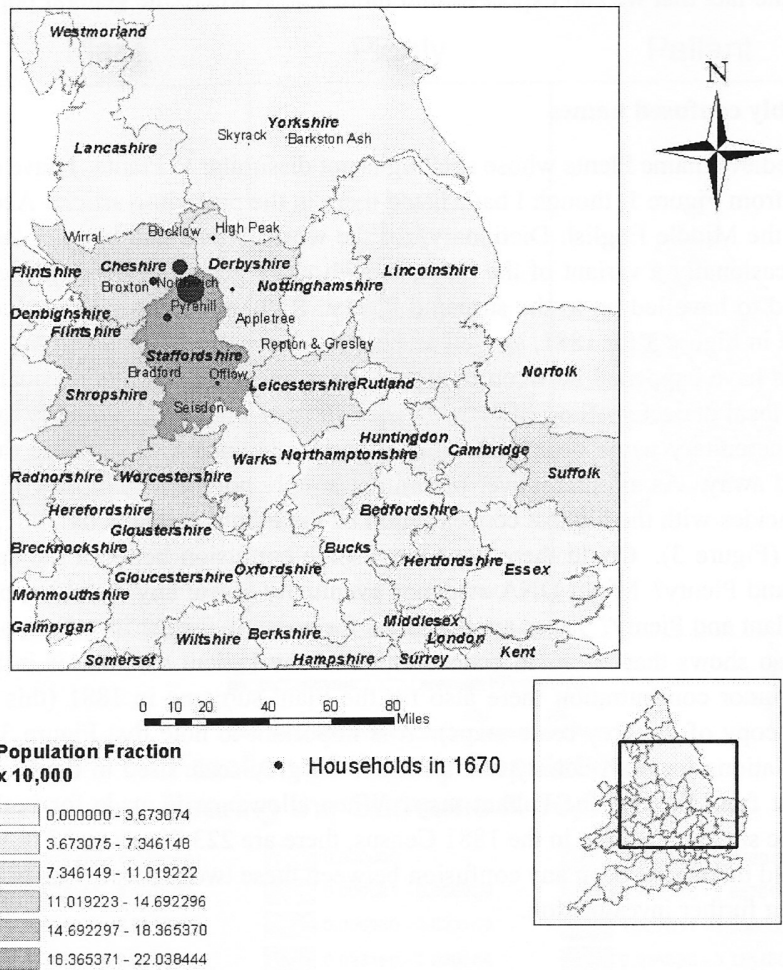 Westmorland
Yorkshire
Skyrack
Barkston Ash
Lancashire
N
Wirral
Bucklow
High Peak
Flintshire
Cheshire
Derbyshire
Lincolnshire
Broxton
Northwich
Nottinghamshire
Denbighshire
Pyrehill
Appletree
Flintshire
Staffordshire
Repton & Gresley
Bradford
Offlow
Leicestershire
Rutland
Norfolk
Shropshire
Seisdon
Huntingdon
Radnorshire
Worcestershire
Warks
Northamptonshire
Cambridge
Suffolk
Herefordshire
Bedfordshire
Gloustershire
Brecknockshire
Bucks
Hertfordshire
Gloucestershire
Oxfordshire
Essex
Monmouthshire
Galmorgan
Middlesex
Wiltshire
Berkshire
London
Somerset
Hampshire
Surrey
Kent
0 10 20 40 60 80
Miles
Population Fraction
x 10,000
Households in 1670
0.000000 - 3.673074
3.673075 - 7.346148
7.346149 - 11.019222
11.019223 - 14.692296
14.692297 - 18.365370
18.365371 - 22.038444